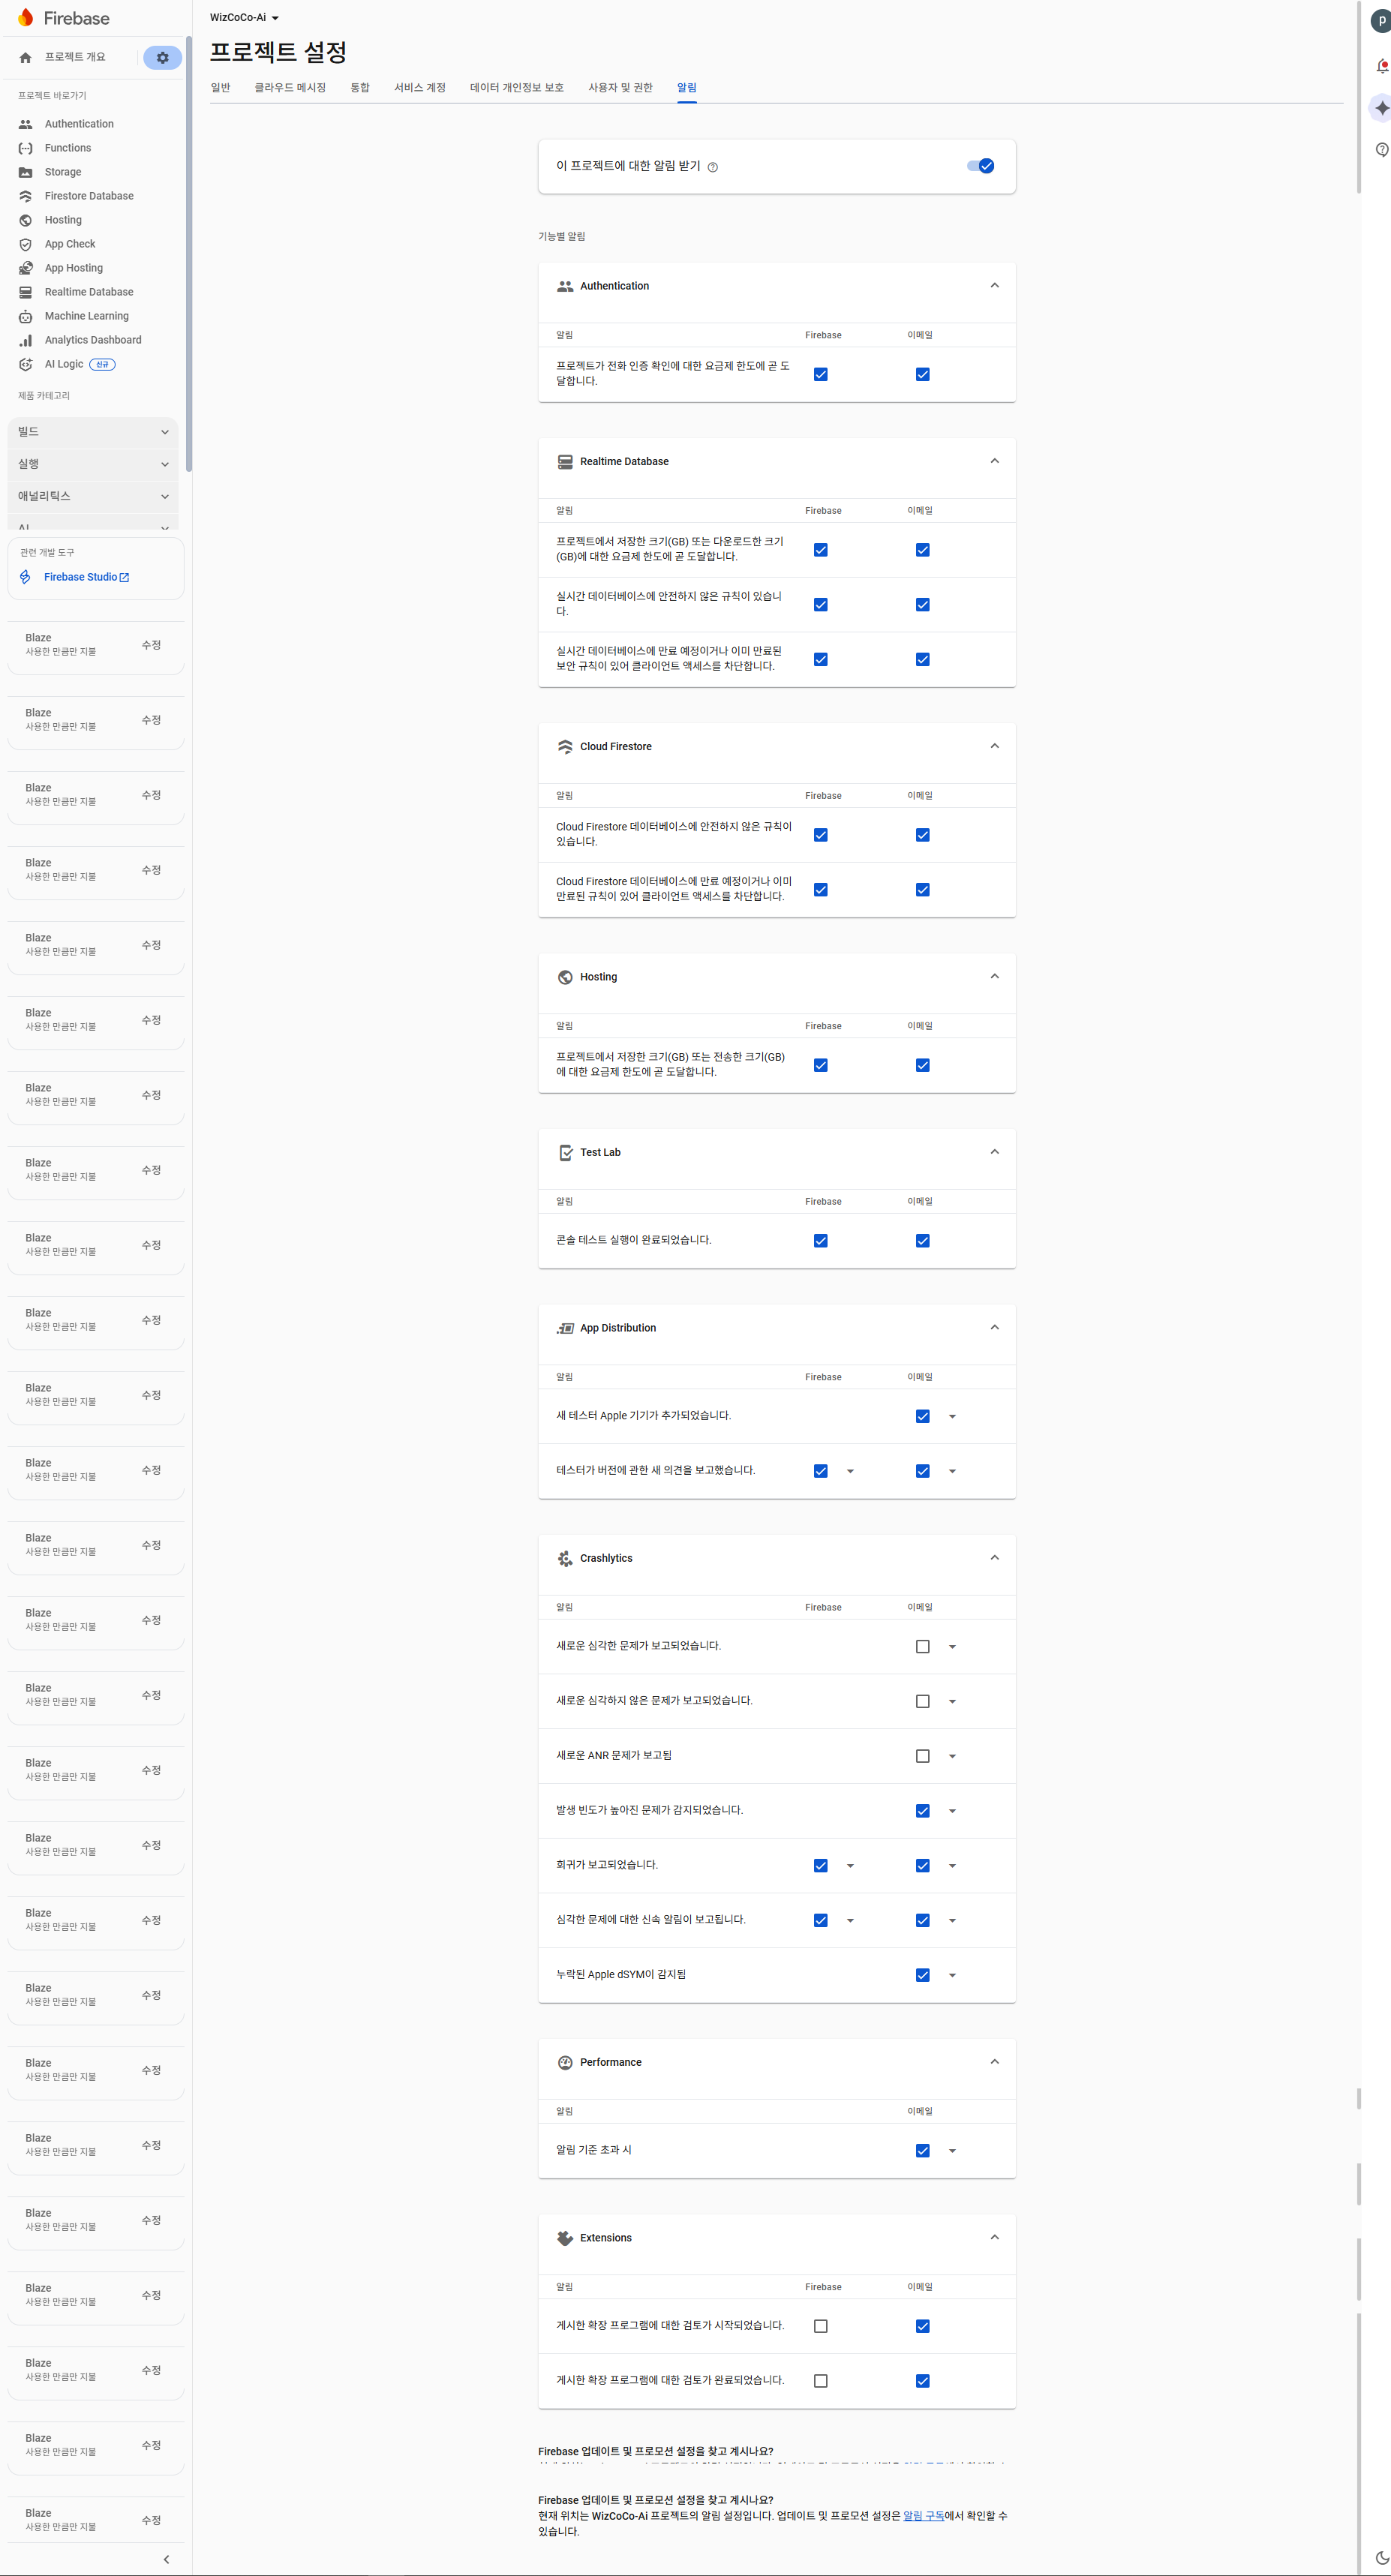 Firebase
프로젝트 개요
프로젝트 바로가기
Authentication
Functions
Storage
Firestore Database
Hosting
App Check
App Hosting
Realtime Database
Machine Learning
Analytics Dashboard
AI Logic 신규
제품 카테고리
빌드
실행
애널리틱스
AI
관련 개발 도구
Firebase Studio
Blaze
사용한 만큼만 지불
수정
Blaze
사용한 만큼만 지불
수정
Blaze
사용한 만큼만 지불
수정
Blaze
사용한 만큼만 지불
수정
Blaze
사용한 만큼만 지불
수정
Blaze
사용한 만큼만 지불
수정
Blaze
사용한 만큼만 지불
수정
Blaze
사용한 만큼만 지불
수정
Blaze
사용한 만큼만 지불
수정
Blaze
사용한 만큼만 지불
수정
Blaze
사용한 만큼만 지불
수정
Blaze
사용한 만큼만 지불
수정
Blaze
사용한 만큼만 지불
수정
Blaze
사용한 만큼만 지불
수정
Blaze
사용한 만큼만 지불
수정
Blaze
사용한 만큼만 지불
수정
Blaze
사용한 만큼만 지불
수정
Blaze
사용한 만큼만 지불
수정
Blaze
사용한 만큼만 지불
수정
Blaze
사용한 만큼만 지불
수정
Blaze
사용한 만큼만 지불
수정
Blaze
사용한 만큼만 지불
수정
Blaze
사용한 만큼만 지불
수정
Blaze
사용한 만큼만 지불
수정
Blaze
사용한 만큼만 지불
수정
Blaze
사용한 만큼만 지불
수정
WizCoCo-Ai
프로젝트 설정
일반 클라우드 메시징 통합 서비스 계정 데이터 개인정보 보호 사용자 및 권한 알림
p
이 프로젝트에 대한 알림 받기
기능별 알림
Authentication
알림 Firebase 이메일
프로젝트가 전화 인증 확인에 대한 요금제 한도에 곧 도
달합니다.
Realtime Database
알림 Firebase 이메일
프로젝트에서 저장한 크기(GB) 또는 다운로드한 크기
(GB)에 대한 요금제 한도에 곧 도달합니다.
실시간 데이터베이스에 안전하지 않은 규칙이 있습니
다.
실시간 데이터베이스에 만료 예정이거나 이미 만료된
보안 규칙이 있어 클라이언트 액세스를 차단합니다.
Cloud Firestore
알림 Firebase 이메일
Cloud Firestore 데이터베이스에 안전하지 않은 규칙이
있습니다.
Cloud Firestore 데이터베이스에 만료 예정이거나 이미
만료된 규칙이 있어 클라이언트 액세스를 차단합니다.
Hosting
알림 Firebase 이메일
프로젝트에서 저장한 크기(GB) 또는 전송한 크기(GB)
에 대한 요금제 한도에 곧 도달합니다.
Test Lab
알림 Firebase 이메일
콘솔 테스트 실행이 완료되었습니다.
App Distribution
알림 Firebase 이메일
새 테스터 Apple 기기가 추가되었습니다.
테스터가 버전에 관한 새 의견을 보고했습니다.
Crashlytics
알림 Firebase 이메일
새로운 심각한 문제가 보고되었습니다.
새로운 심각하지 않은 문제가 보고되었습니다.
새로운 ANR 문제가 보고됨
발생 빈도가 높아진 문제가 감지되었습니다.
회귀가 보고되었습니다.
심각한 문제에 대한 신속 알림이 보고됩니다.
누락된 Apple dSYM이 감지됨
Performance
알림 이메일
알림 기준 초과 시
Extensions
알림 Firebase 이메일
게시한 확장 프로그램에 대한 검토가 시작되었습니다.
게시한 확장 프로그램에 대한 검토가 완료되었습니다.
Firebase 업데이트 및 프로모션 설정을 찾고 계시나요?
Firebase 업데이트 및 프로모션 설정을 찾고 계시나요?
현재 위치는 WizCoCo-Ai 프로젝트의 알림 설정입니다. 업데이트 및 프로모션 설정은 알림 구독에서 확인할 수
있습니다.